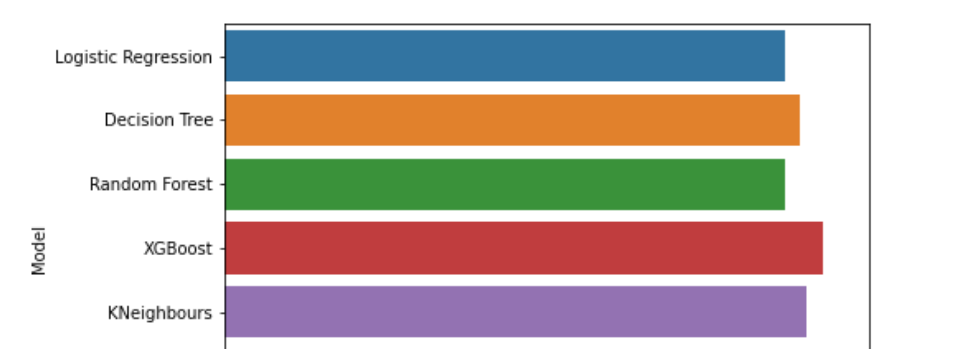 Logistic Regression
Decision Tree
Random Forest
XGBoost
KNeighbours
Model